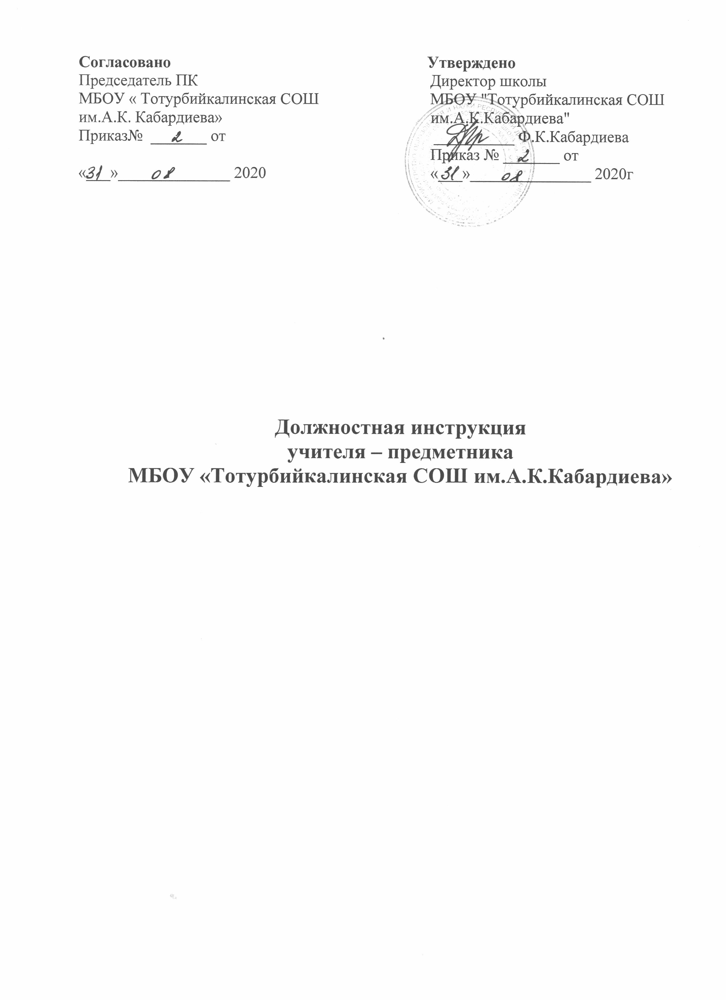 Согласовано
Председатель ПК
МБОУ « Тотурбийкалинская СОШ
им.А.К. Кабардиева»
Приказ№ 2 от
«31» 08 2020
Утверждено
Директор школы
МБОУ "Тотурбийкалинская СОШ
им.А.К.Кабардиева"
Ф.К.Кабардиева
Приказ № 2 от
«31» 08 2020г
И НАУКИ РЕСПУБЛИКИ
Должностная инструкция
учителя – предметника
МБОУ «Тотурбийкалинская СОШ им.А.К.Кабардиева»